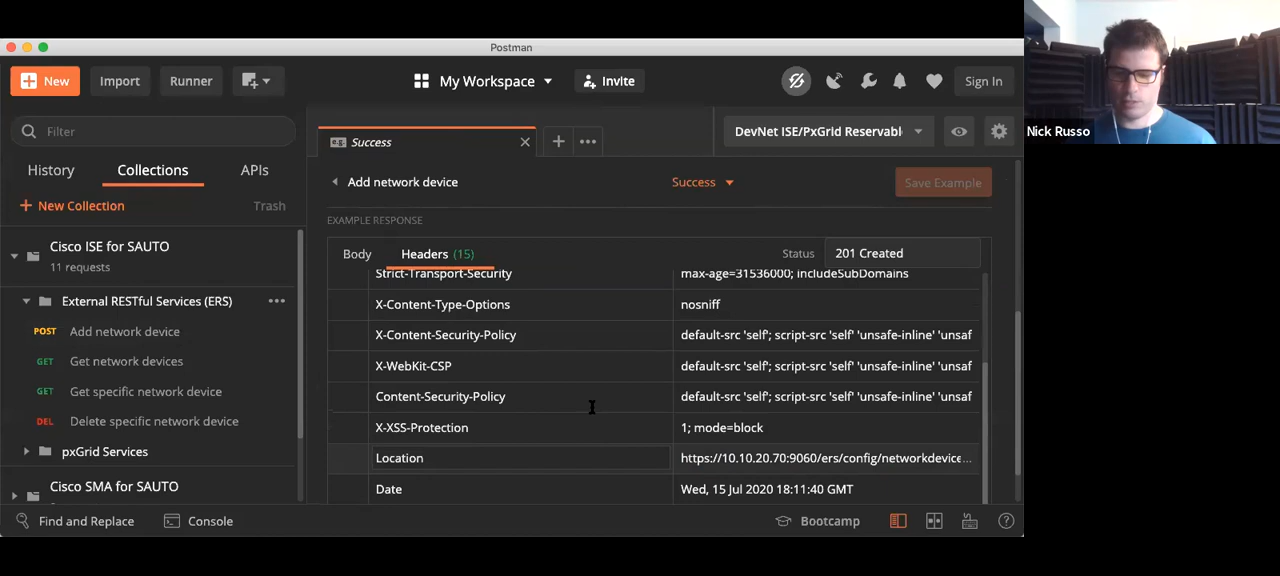 Postman
New
Import
Runner
My Workspace
Invite
Sign In
Filter
Success
DevNet ISE/PxGrid Reservabl
History
Collections
APIs
Add network device
Success
Save Example
New Collection
Trash
EXAMPLE RESPONSE
Cisco ISE for SAUTO
11 requests
Body
Headers (15)
Status
201 Created
Strict-Transport-Security
max-age=31536000; includeSubDomains
External RESTful Services (ERS)
X-Content-Type-Options
nosniff
POST Add network device
X-Content-Security-Policy
default-src 'self'; script-src 'self' 'unsafe-inline' 'unsaf
GET Get network devices
X-WebKit-CSP
default-src 'self'; script-src 'self' 'unsafe-inline' 'unsaf
GET Get specific network device
Content-Security-Policy
default-src 'self'; script-src 'self' 'unsafe-inline' 'unsaf
DEL Delete specific network device
X-XSS-Protection
1; mode=block
pxGrid Services
Location
https://10.10.20.70:9060/ers/config/networkdevice...
Cisco SMA for SAUTO
Date
Wed, 15 Jul 2020 18:11:40 GMT
Find and Replace
Console
Bootcamp
Nick Russo